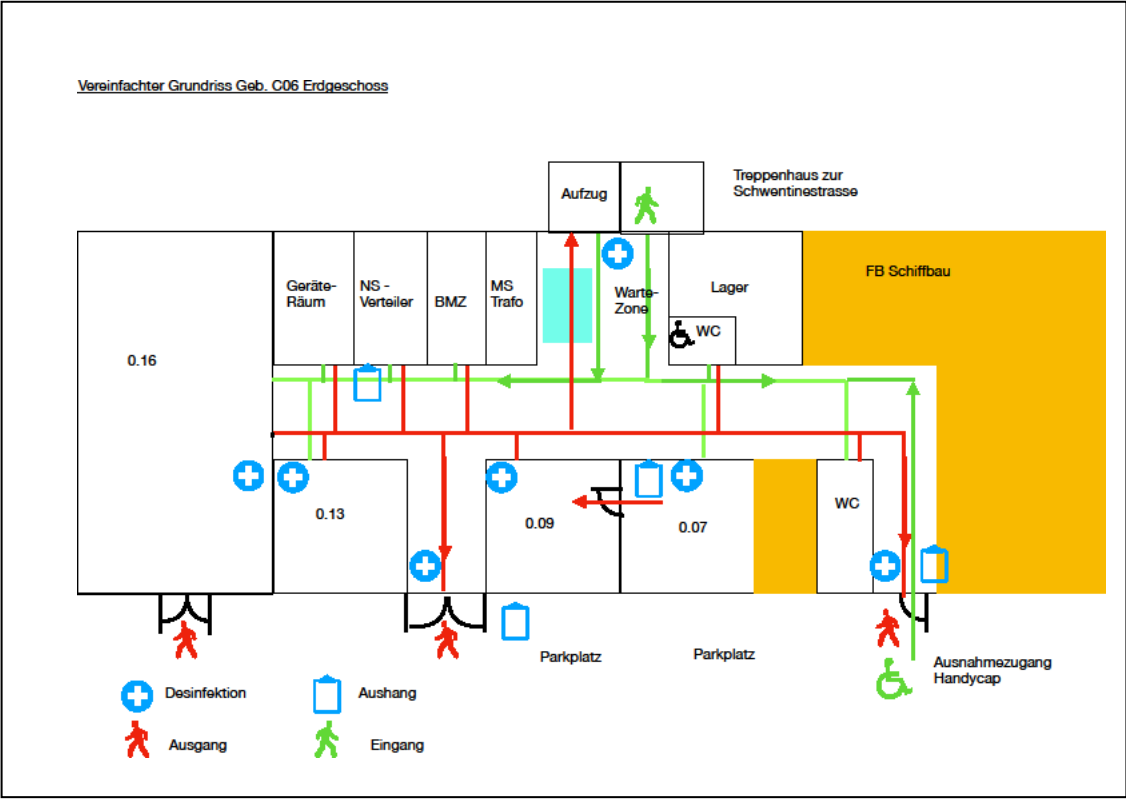 Vereinfachter Grundriss Geb. C06 Erdgeschoss
Treppenhaus zur
Schwentinestrasse
Aufzug
FB Schiffbau
Geräte-
Räum
NS -
Verteiler
BMZ
MS
Trafo
Warte-
Zone
Lager
WC
0.16
0.13
0.09
0.07
WC
Parkplatz
Parkplatz
Ausnahmezugang
Handycap
Desinfektion
Aushang
Ausgang
Eingang